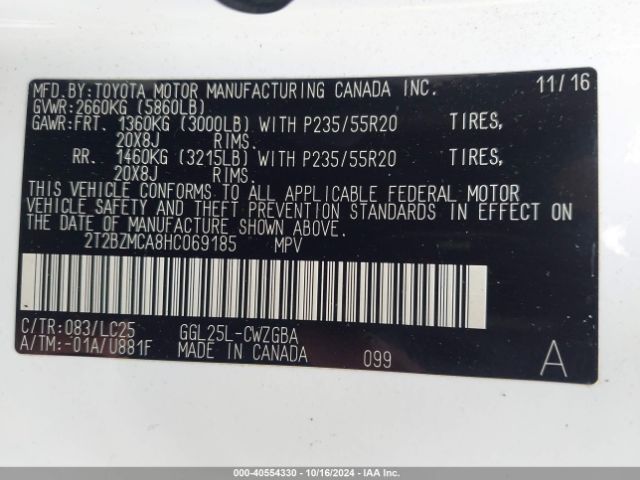 MFD.BY:TOYOTA MOTOR MANUFACTURING CANADA INC. 11/16
GVWR:2660KG (5860LB)
GAWR:FRT. 1360KG (3000LB) WITH P235/55R20 TIRES,
20X8J RIMS.
RR. 1460KG (3215LB) WITH P235/55R20 TIRES,
20X8J RIMS.
THIS VEHICLE CONFORMS TO ALL APPLICABLE FEDERAL MOTOR
VEHICLE SAFETY AND THEFT PREVENTION STANDARDS IN EFFECT ON
THE DATE OF MANUFACTURE SHOWN ABOVE.
2T2BZMCA8HC069185 MPV
C/TR:083/LC25 GGL25L-CWZGBA
A/TM:-01A/U881F MADE IN CANADA 099 A
000-40554330 - 10/16/2024 - IAA Inc.